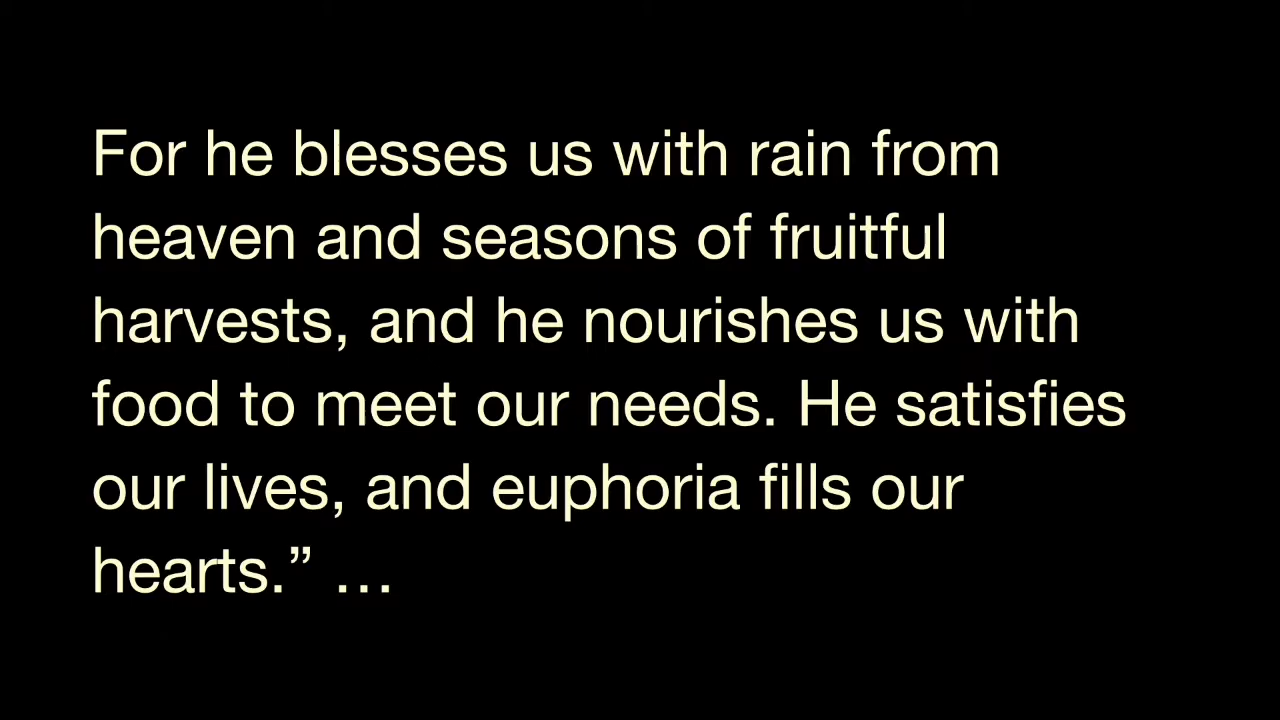 For he blesses us with rain from
heaven and seasons of fruitful
harvests, and he nourishes us with
food to meet our needs. He satisfies
our lives, and euphoria fills our
hearts.” …